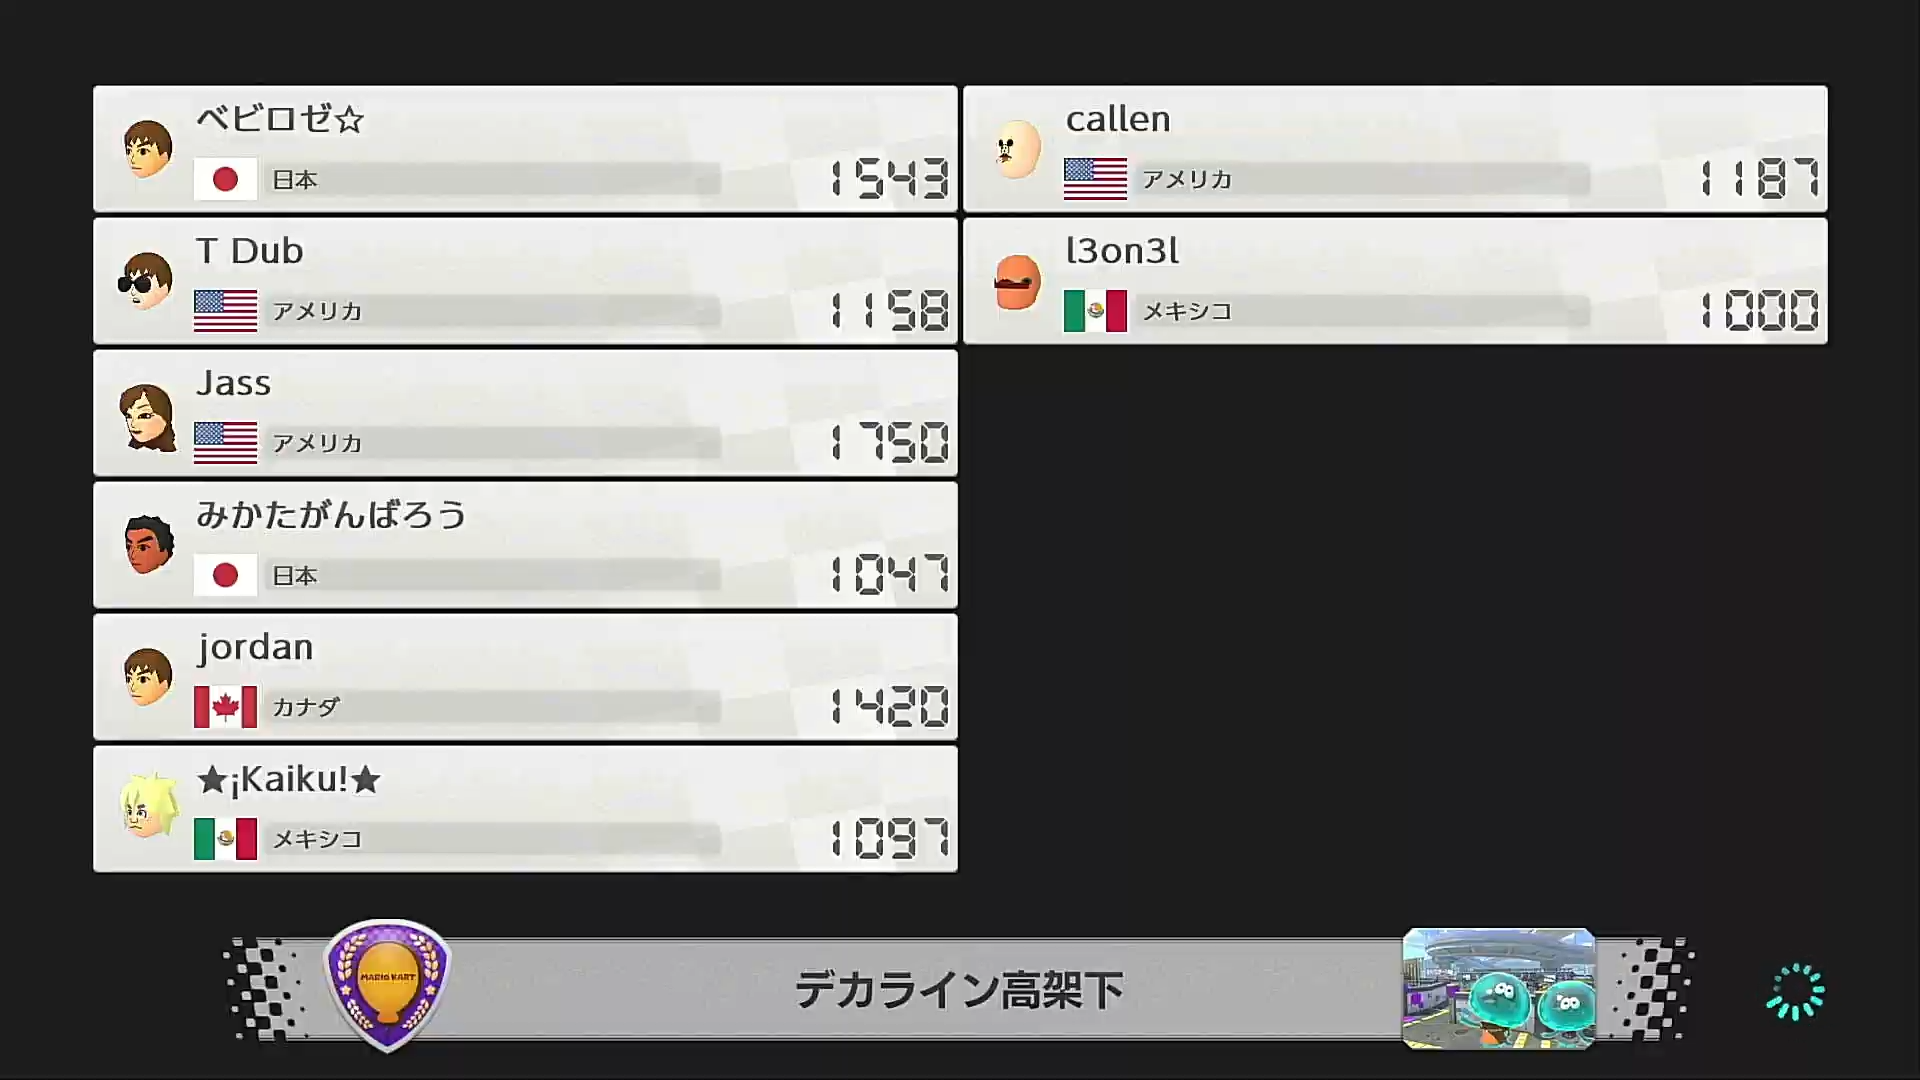 ベビロゼ☆
日本
1543
T Dub
アメリカ
1158
Jass
アメリカ
1750
みかたがんばろう
日本
1047
jordan
カナダ
1420
★¡Kaiku!★
メキシコ
1097
callen
アメリカ
1187
l3on3l
メキシコ
1000
MARIO KART
デカライン高架下